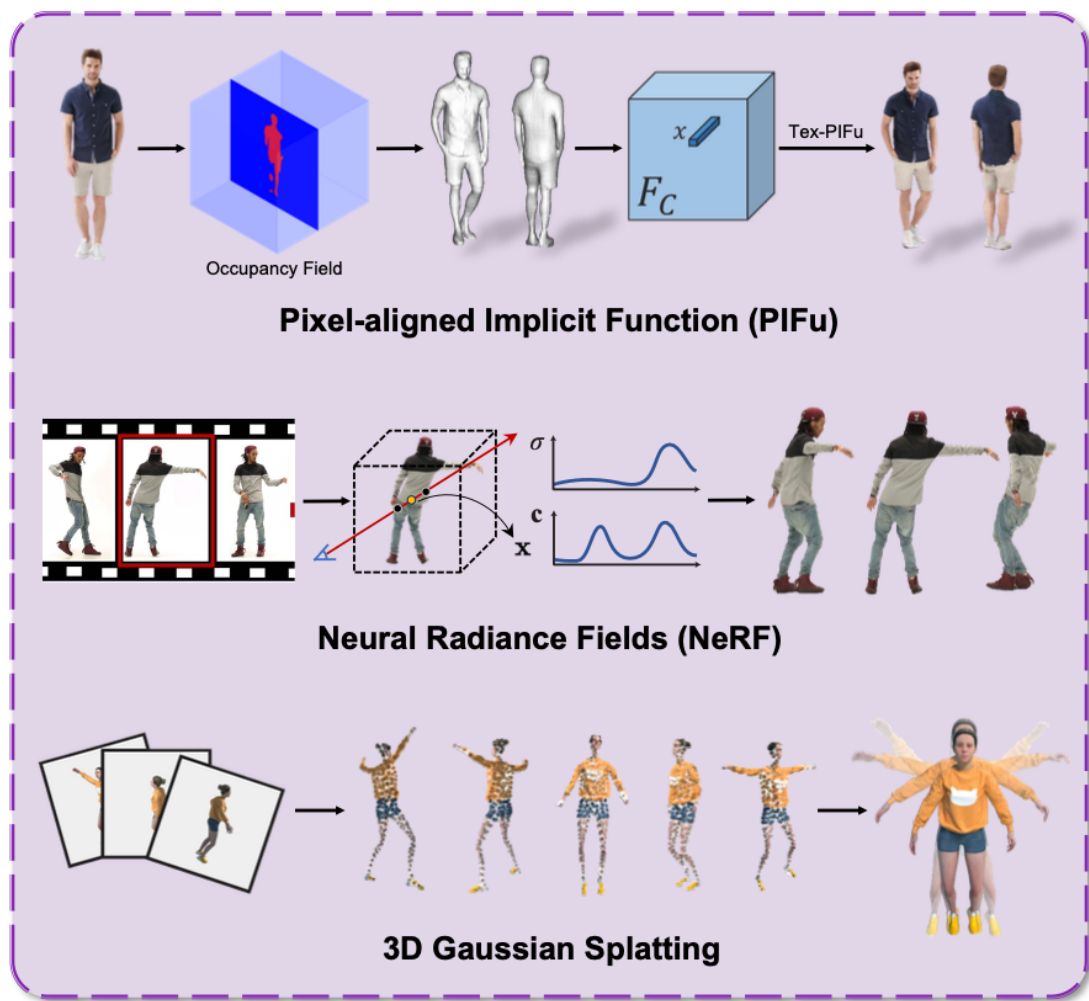 Tex-PIFu
x
F_C
Occupancy Field
Pixel-aligned Implicit Function (PIFu)
σ
c
x
Neural Radiance Fields (NeRF)
3D Gaussian Splatting